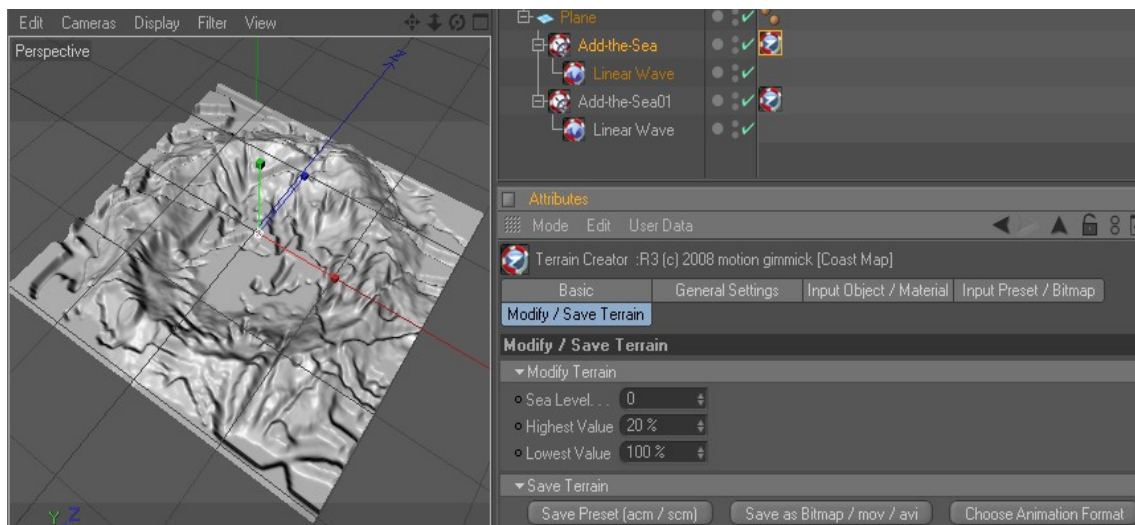 Edit Cameras Display Filter View
Perspective
Z
Y Z
Plane
Add-the-Sea
Linear Wave
Add-the-Sea01
Linear Wave
Attributes
Mode Edit User Data
Terrain Creator :R3 (c) 2008 motion gimmick [Coast Map]
Basic General Settings Input Object / Material Input Preset / Bitmap
Modify / Save Terrain
Modify / Save Terrain
Modify Terrain
Sea Level. . . 0
Highest Value 20 %
Lowest Value 100 %
Save Terrain
Save Preset (acm / scm) Save as Bitmap / mov / avi Choose Animation Format